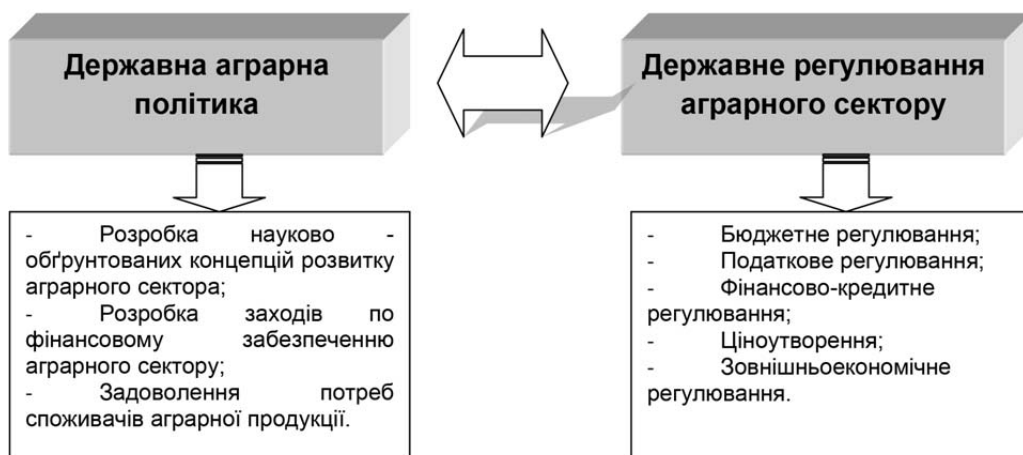 Державна аграрна
політика
Державне регулювання
аграрного сектору
- Розробка науково -
обґрунтованих концепцій розвитку
аграрного сектора;
- Розробка заходів по
фінансовому забезпеченню
аграрного сектору;
- Задоволення потреб
споживачів аграрної продукції.
- Бюджетне регулювання;
- Податкове регулювання;
- Фінансово-кредитне
регулювання;
- Ціноутворення;
- Зовнішньоекономічне
регулювання.